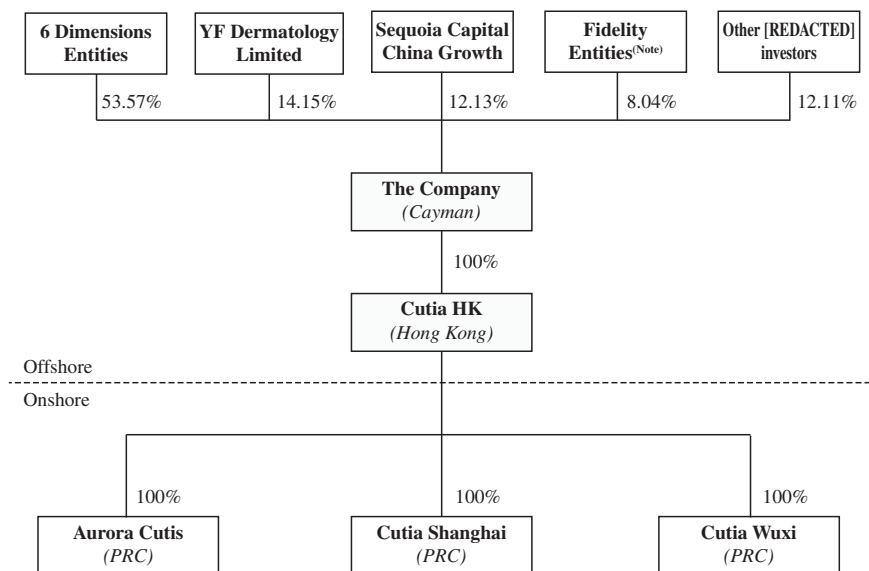 6 Dimensions
Entities
YF Dermatology
Limited
Sequoia Capital
China Growth
Fidelity
Entities(Note)
Other [REDACTED]
investors
53.57%
14.15%
12.13%
8.04%
12.11%
The Company
(Cayman)
100%
Cutia HK
(Hong Kong)
Offshore
Onshore
100%
100%
100%
Aurora Cutis
(PRC)
Cutia Shanghai
(PRC)
Cutia Wuxi
(PRC)